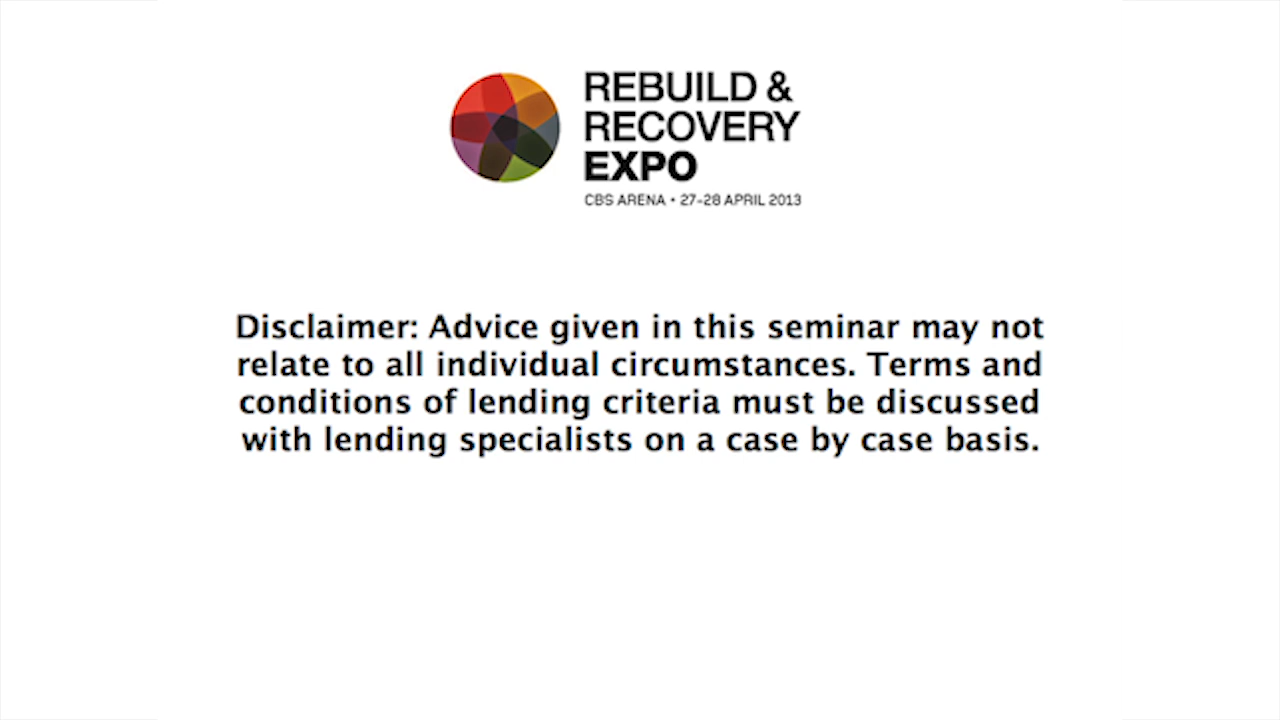 REBUILD &
RECOVERY
EXPO
CBS ARENA • 27-28 APRIL 2013
Disclaimer: Advice given in this seminar may not
relate to all individual circumstances. Terms and
conditions of lending criteria must be discussed
with lending specialists on a case by case basis.